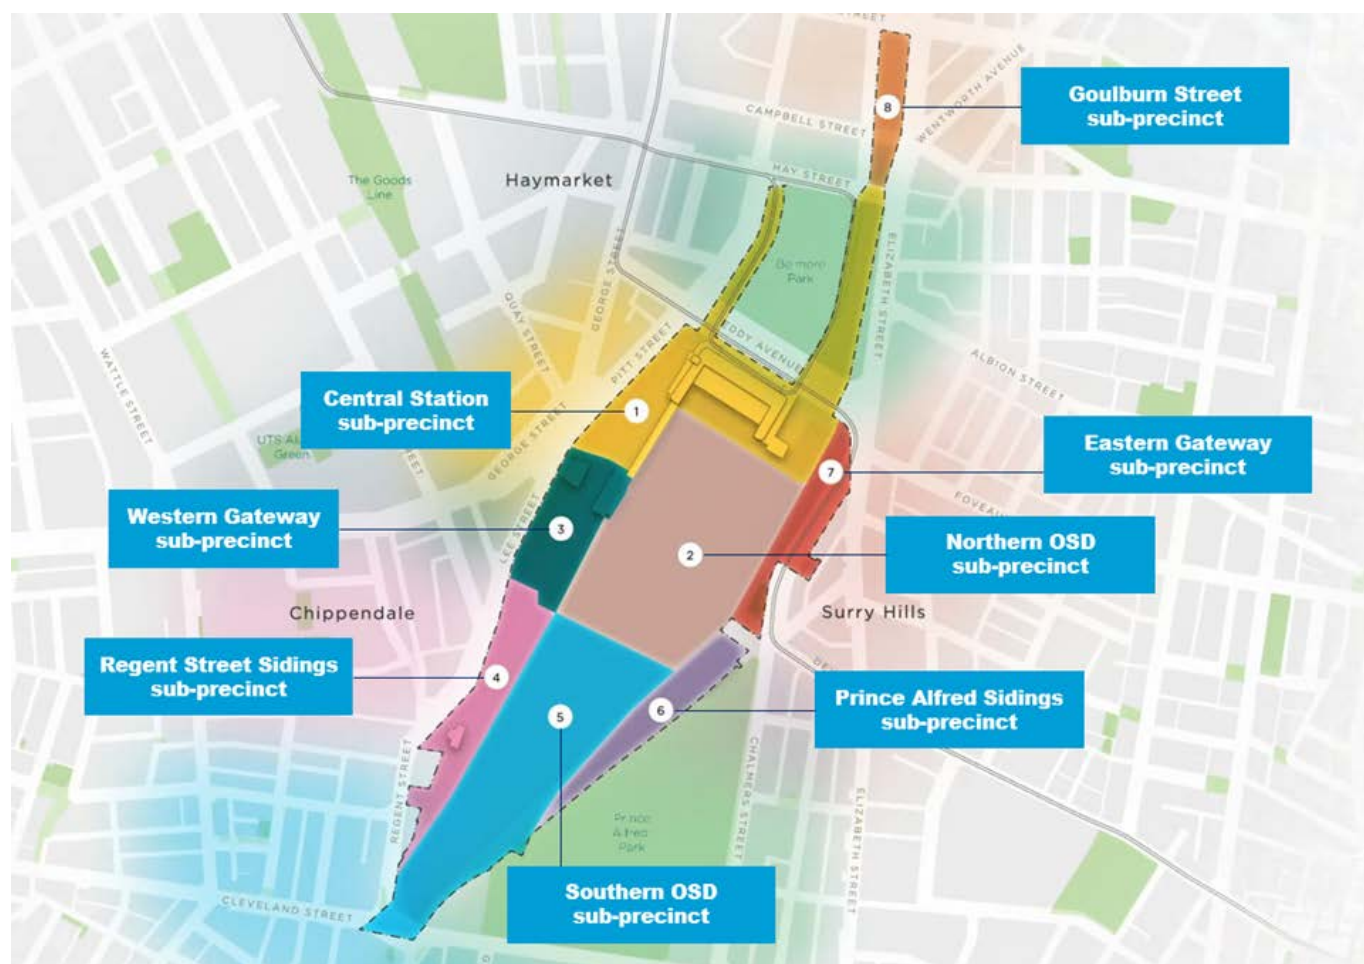 STREET
WENTWORTH AVENUE
8
Goulburn Street
sub-precinct
CAMPBELL STREET
HAY STREET
The Goods
Line
Haymarket
Park
ELIZABETH STREET
GEORGE STREET
QUAY STREET
PITT STREET
EDDY AVENUE
ALBION STREET
WATTLE STREET
Central Station
sub-precinct
1
GEORGE STREET
UTS
Green
Eastern Gateway
sub-precinct
7
Western Gateway
sub-precinct
LEE STREET
3
2
Northern OSD
sub-precinct
Chippendale
Surry Hills
Regent Street Sidings
sub-precinct
4
5
6
Prince Alfred Sidings
sub-precinct
REGENT STREET
CHALMERS STREET
ELIZABETH STREET
Prince
Alfred
Park
CLEVELAND STREET
Southern OSD
sub-precinct